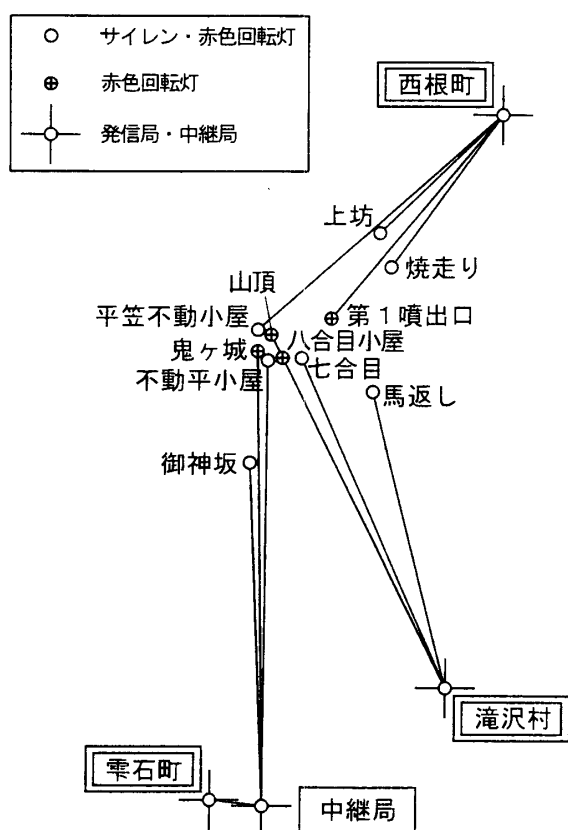 サイレン・赤色回転灯
赤色回転灯
発信局・中継局
西根町
上坊
焼走り
山頂
平笠不動小屋
第1噴出口
鬼ヶ城
八合目小屋
不動平小屋
七合目
馬返し
御神坂
滝沢村
雫石町
中継局